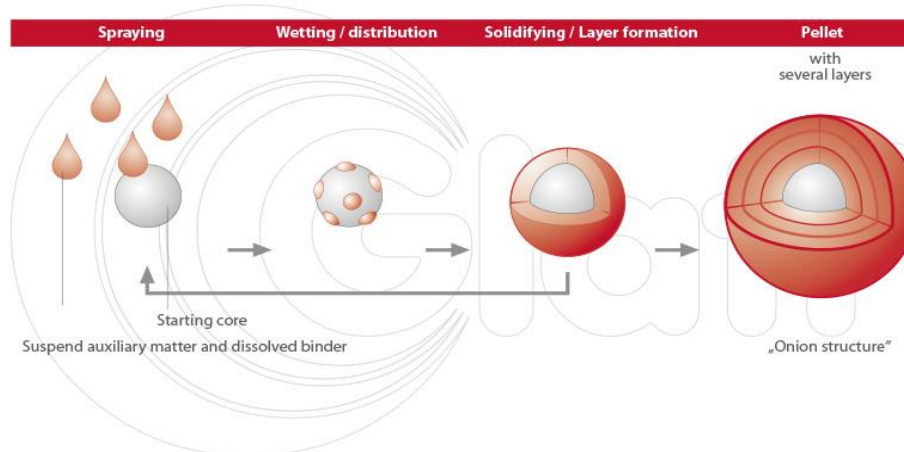 Spraying
Wetting / distribution
Solidifying / Layer formation
Pellet
with
several layers
Starting core
Suspend auxiliary matter and dissolved binder
„Onion structure”